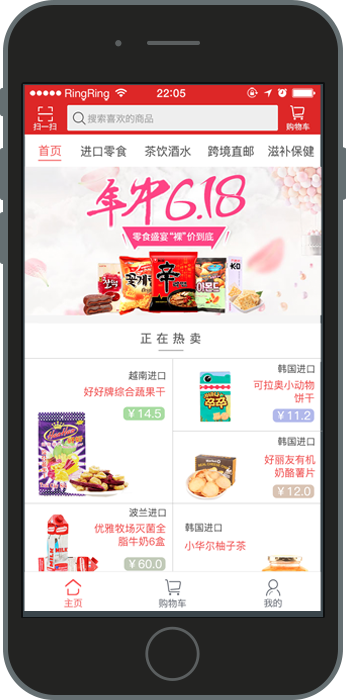 RingRing
22:05
扫一扫
搜索喜欢的商品
购物车
首页
进口零食
茶饮酒水
跨境直邮
滋补保健
年中6.18
零食盛宴“裸”价到底
辛
正在热卖
越南进口
好好牌综合蔬果干
¥14.5
韩国进口
可拉奥小动物
饼干
¥11.2
韩国进口
好丽友有机
奶酪薯片
¥12.0
波兰进口
优雅牧场灭菌全
脂牛奶6盒
¥60.0
MILK
韩国进口
小华尔柚子茶
主页
购物车
我的